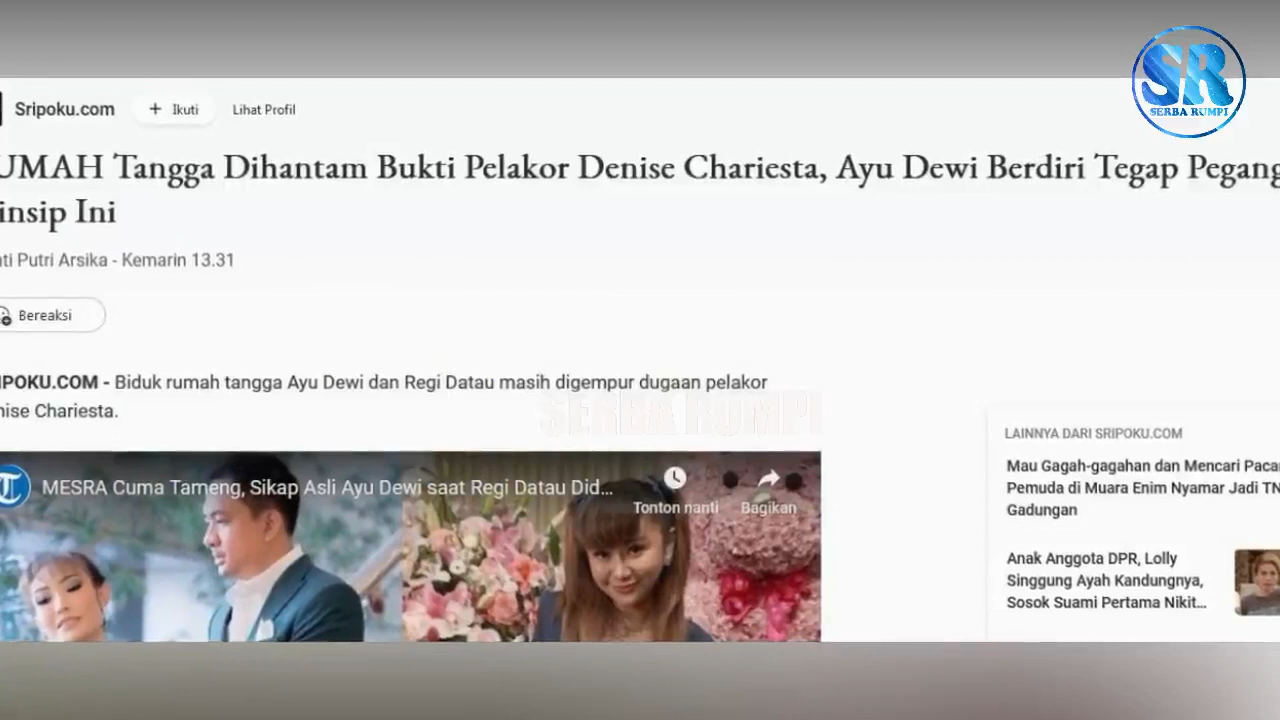 SR
SERBA RUMPI
Sripoku.com + Ikuti Lihat Profil
UMAH Tangga Dihantam Bukti Pelakor Denise Chariesta, Ayu Dewi Berdiri Tegap Pegang
insip Ini
ti Putri Arsika - Kemarin 13.31
Bereaksi
IPOKU.COM - Biduk rumah tangga Ayu Dewi dan Regi Datau masih digempur dugaan pelakor
nise Chariesta.
SERBA RUMPI
LAINNYA DARI SRIPOKU.COM
Mau Gagah-gagahan dan Mencari Pacar
Pemuda di Muara Enim Nyamar Jadi TN
Gadungan
MESRA Cuma Tameng, Sikap Asli Ayu Dewi saat Regi Datau Did...
Tonton nanti Bagikan
Anak Anggota DPR, Lolly
Singgung Ayah Kandungnya,
Sosok Suami Pertama Nikit...